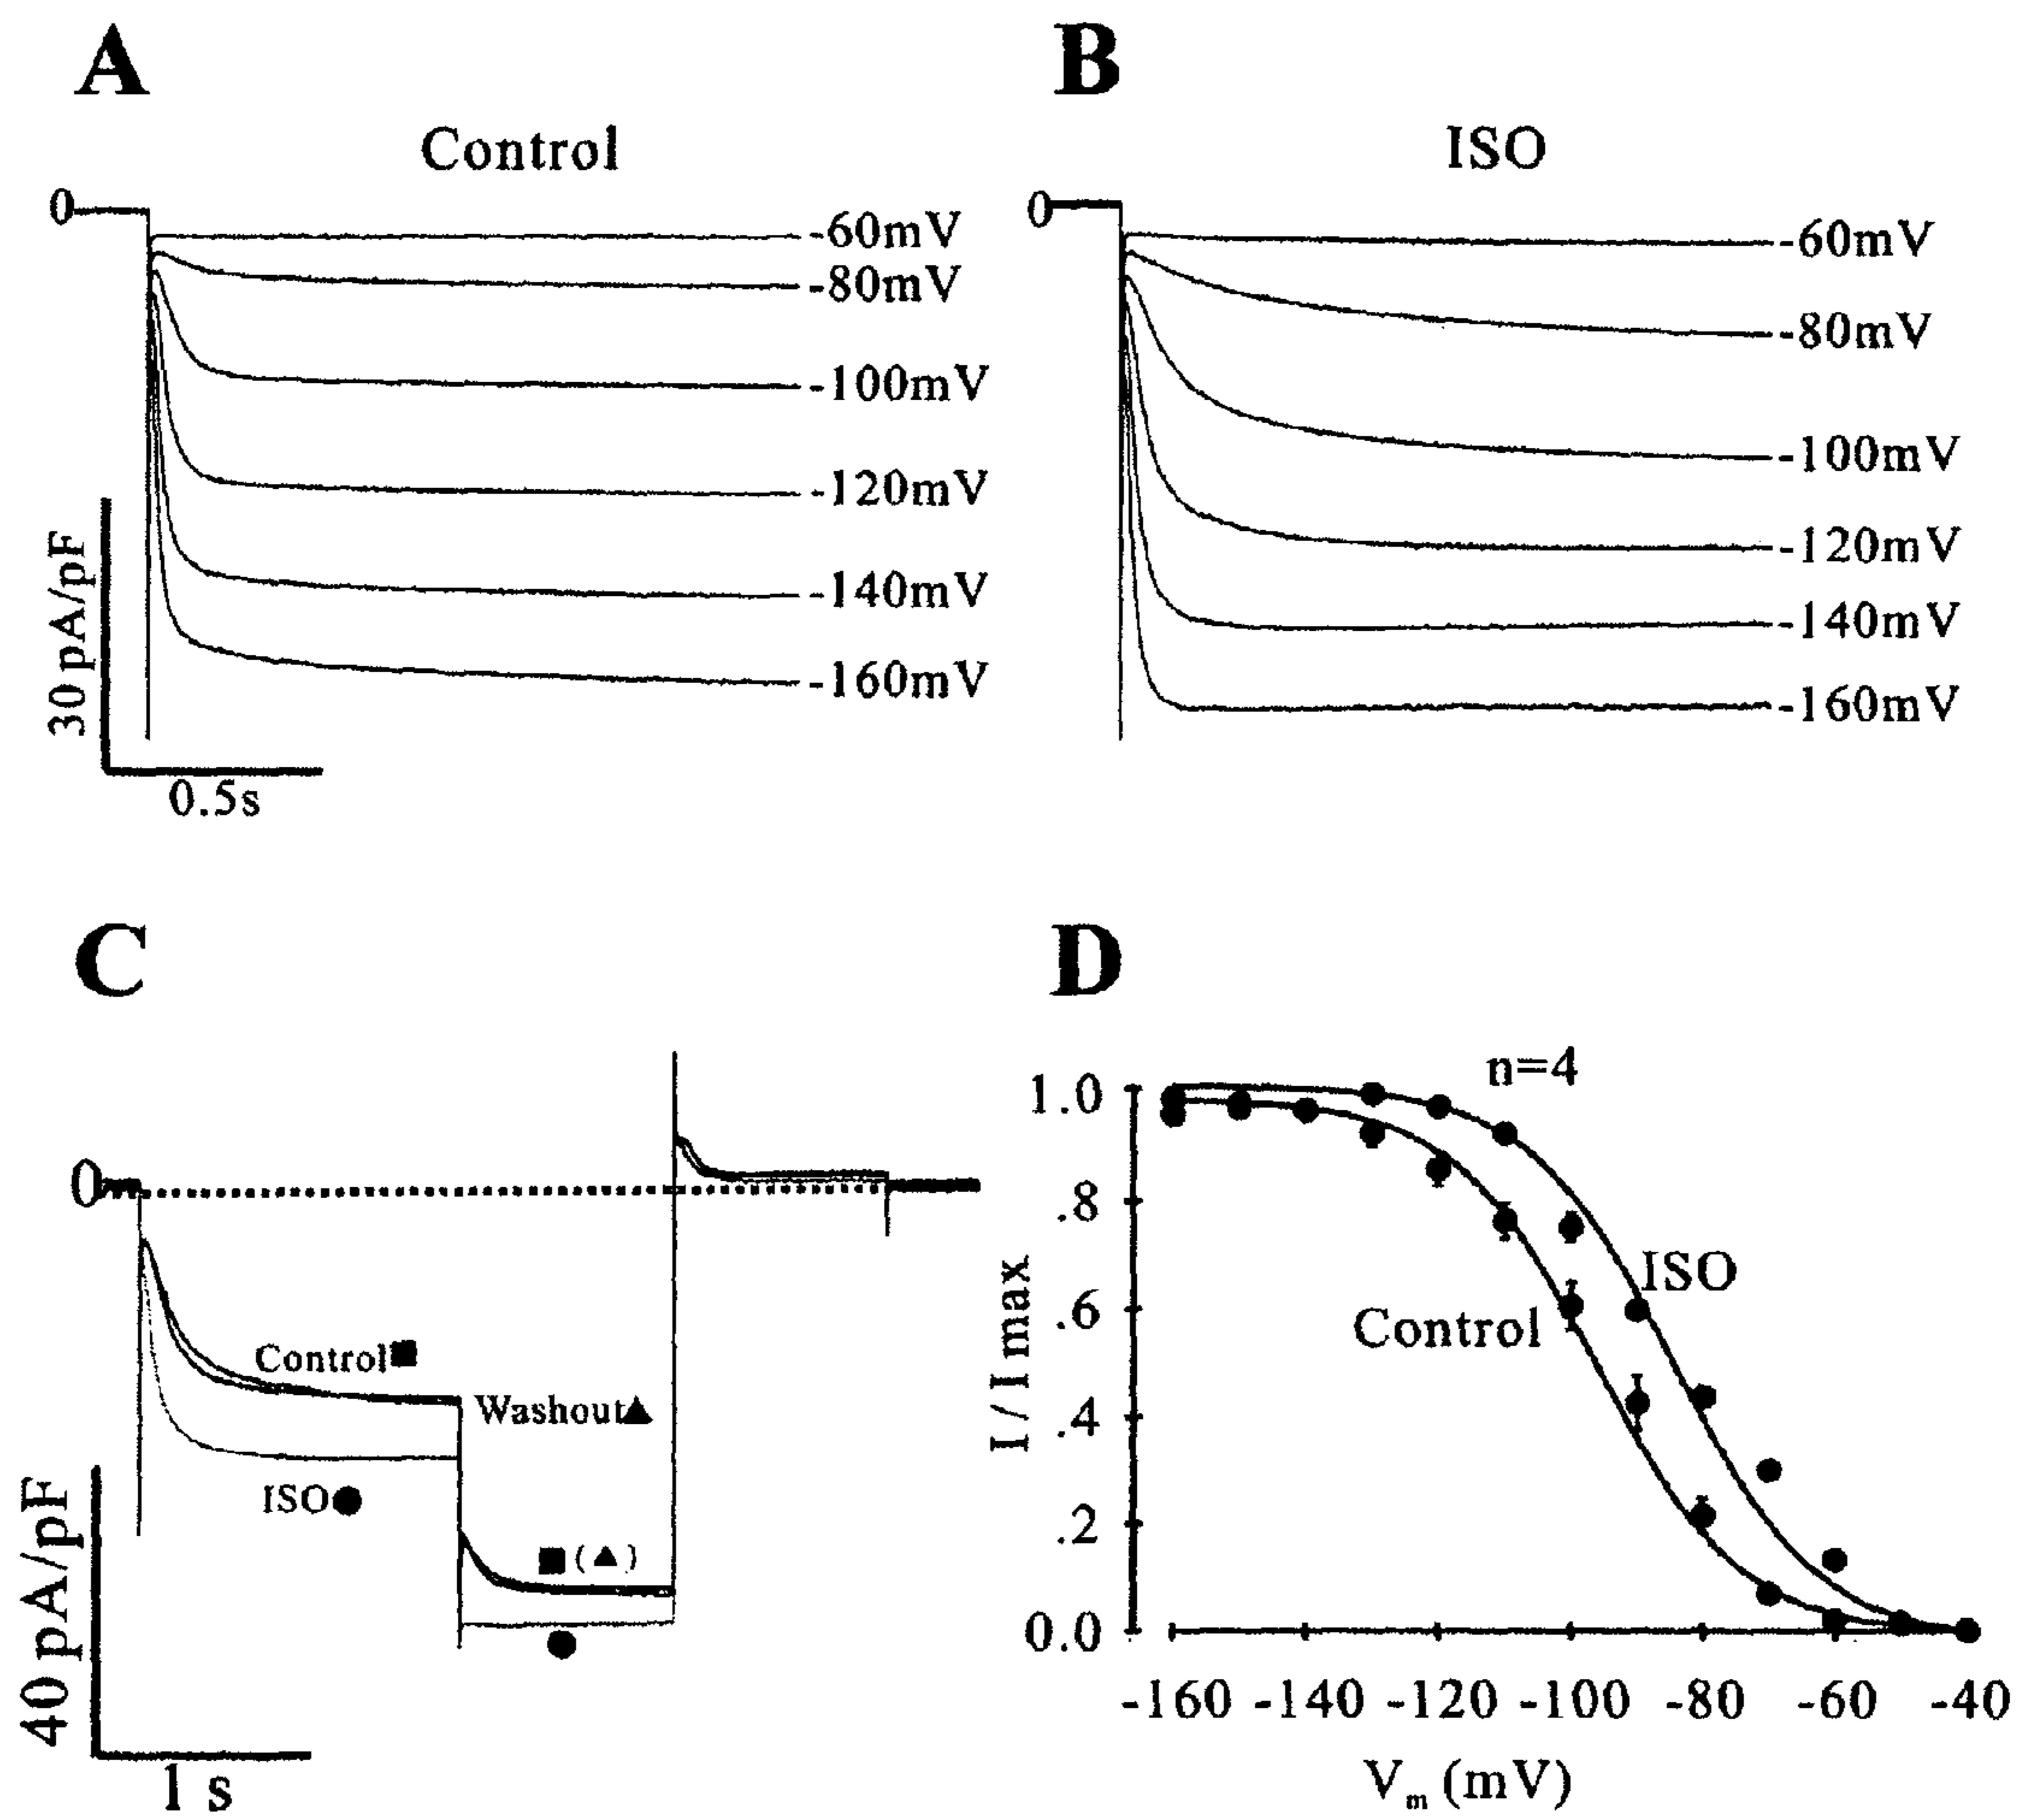 A
Control
0
-60mV
-80mV
-100mV
-120mV
-140mV
-160mV
30 pA/pF
0.5s
B
ISO
0
-60mV
-80mV
-100mV
-120mV
-140mV
-160mV
C
0
Control■
Washout▲
ISO●
■(▲)
●
40 pA/pF
1 s
D
n=4
1.0
.8
.6
.4
.2
0.0
I/Imax
ISO
Control
-160 -140 -120 -100 -80 -60 -40
Vm (mV)